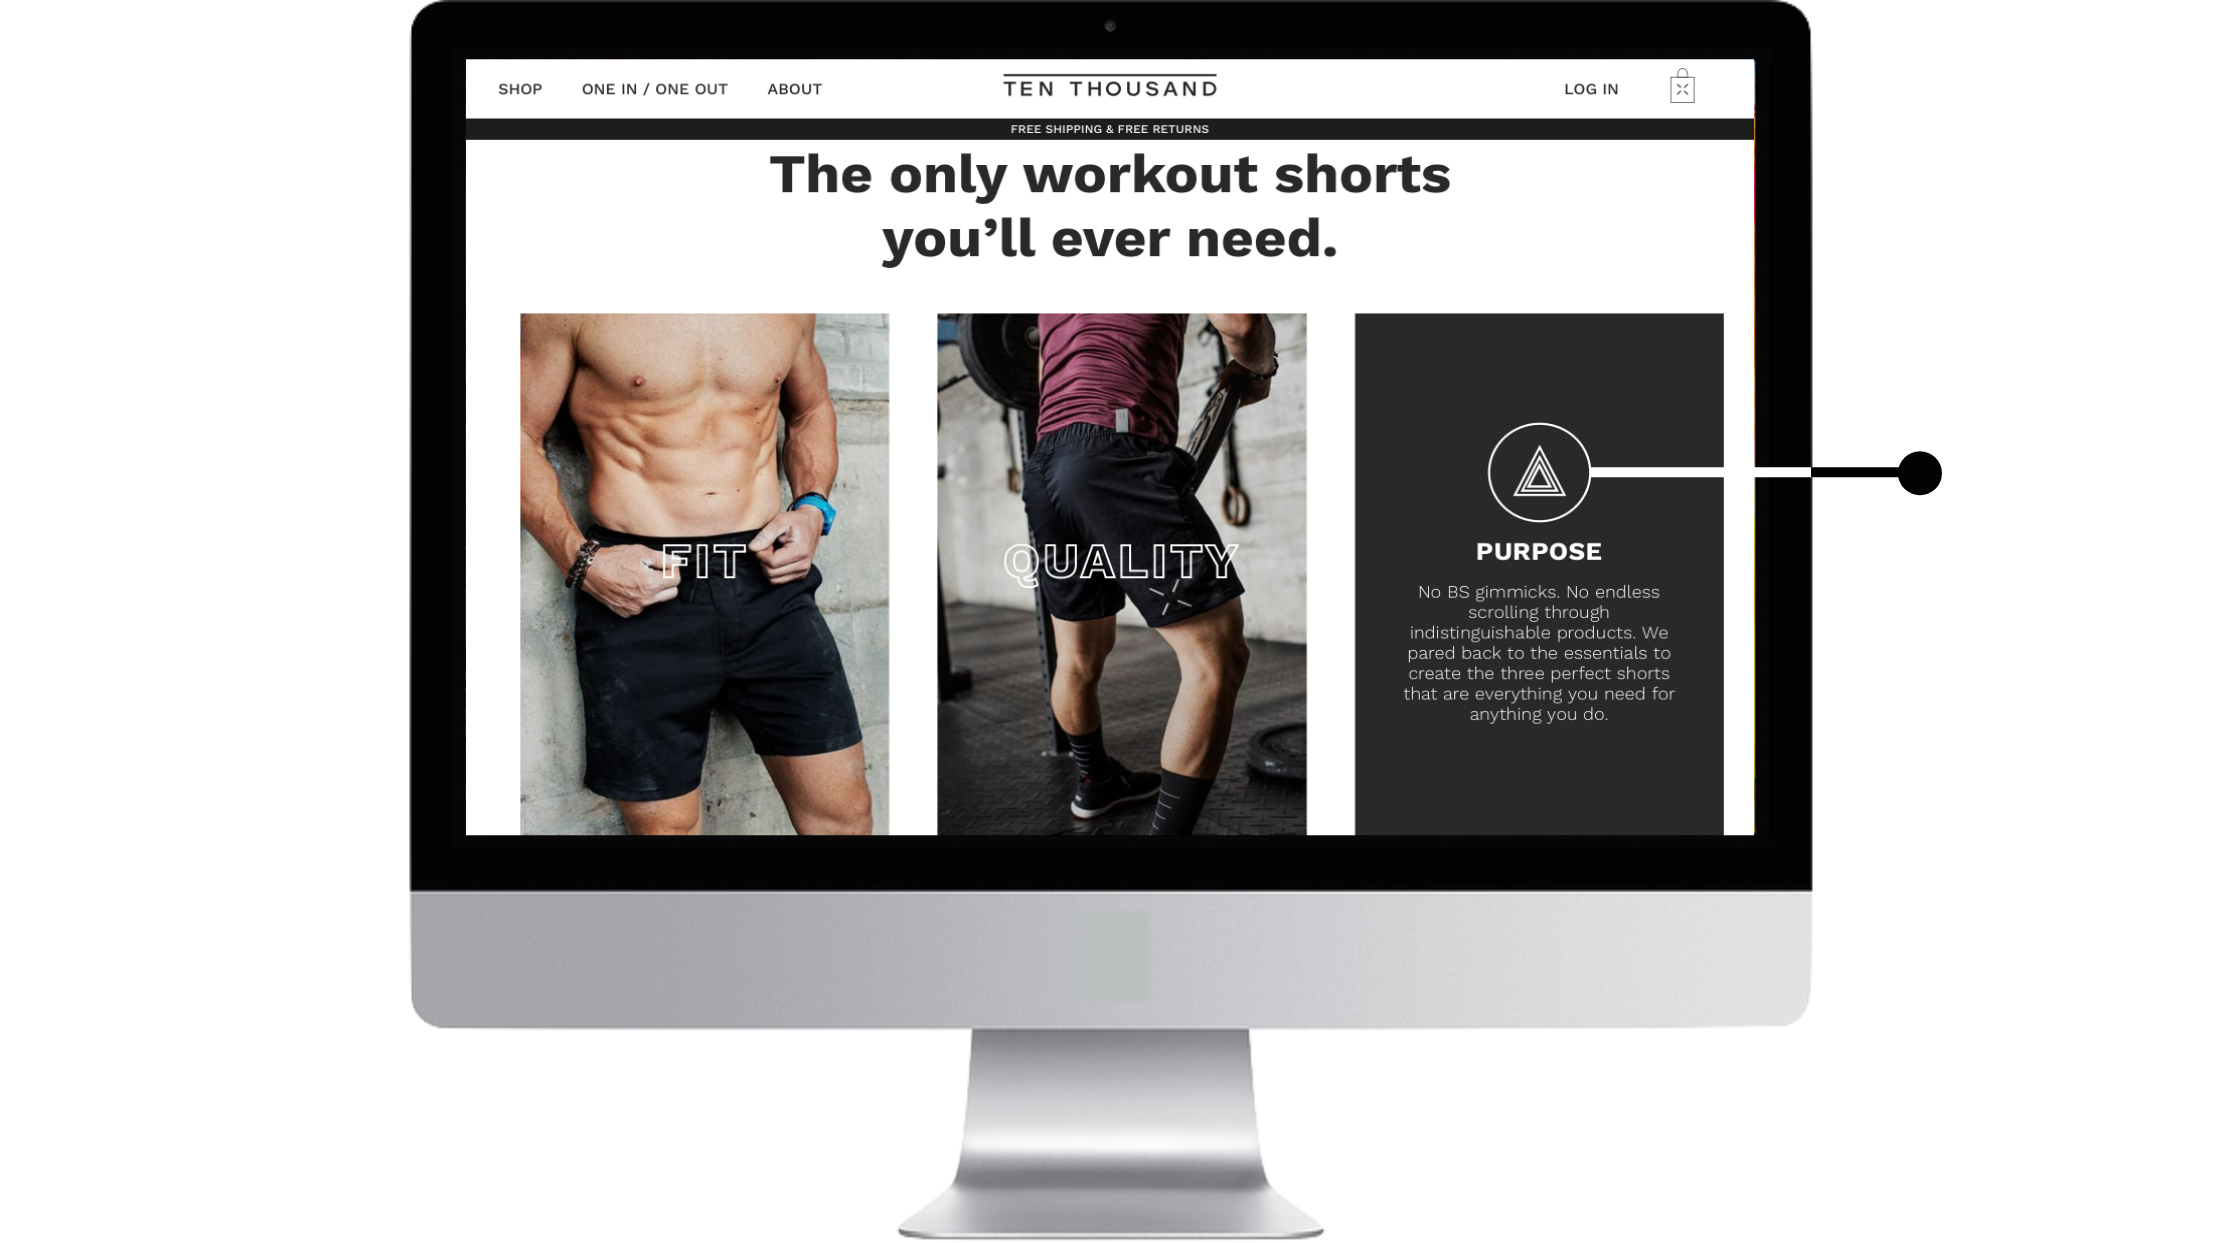 SHOP ONE IN / ONE OUT ABOUT TEN THOUSAND LOG IN
FREE SHIPPING & FREE RETURNS
The only workout shorts
you’ll ever need.
FIT
QUALITY
PURPOSE
No BS gimmicks. No endless
scrolling through
indistinguishable products. We
pared back to the essentials to
create the three perfect shorts
that are everything you need for
anything you do.